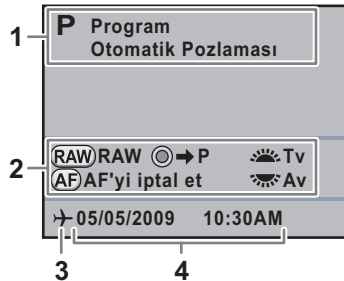 1
P Program
Otomatik Pozlaması
2
RAW RAW ➡ P Tv
AF AF'yi iptal et Av
05/05/2009 10:30AM
3 4